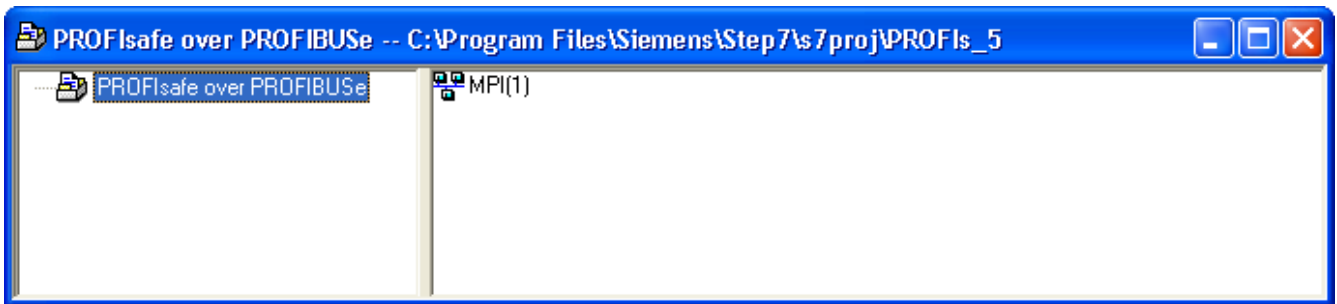 PROFIsafe over PROFIBUSe -- C:\Program Files\Siemens\Step7\s7proj\PROFIs_5
PROFIsafe over PROFIBUSe
MPI(1)